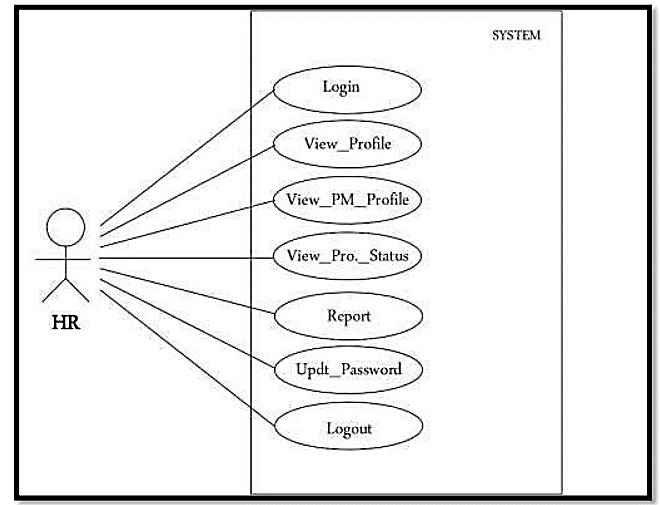 SYSTEM
Login
View_Profile
View_PM_Profile
View_Pro._Status
HR
Report
Updt_Password
Logout